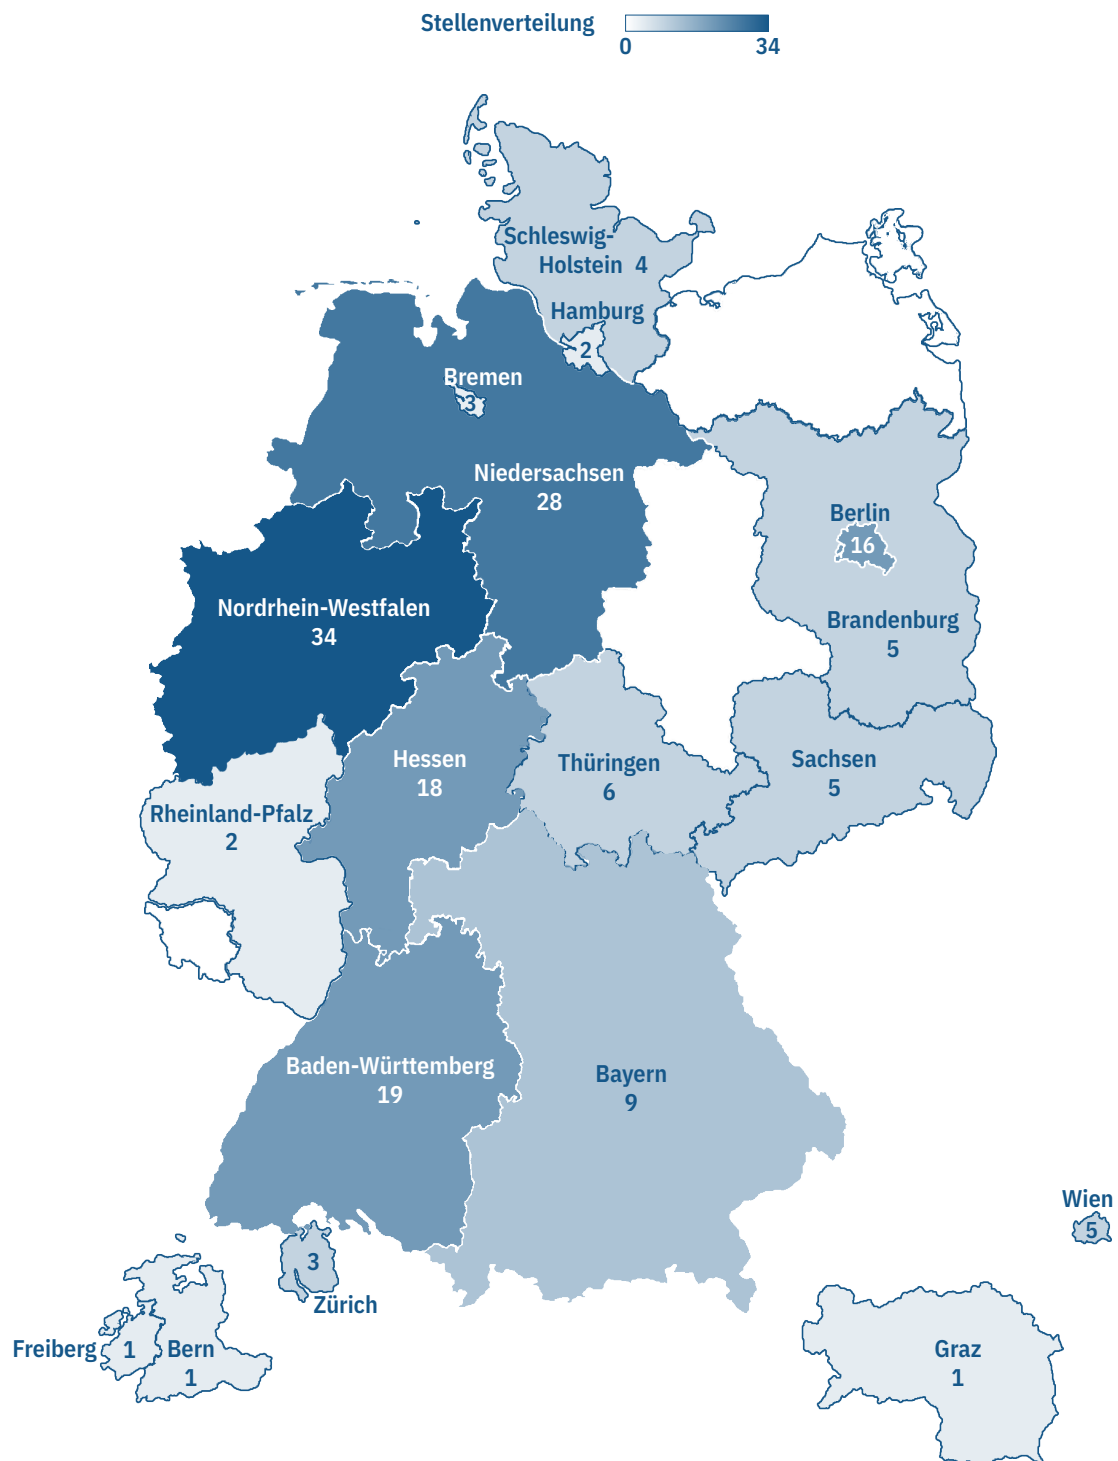 Stellenverteilung
0 34
Schleswig-
Holstein 4
Hamburg
2
Bremen
3
Niedersachsen
28
Berlin
16
Nordrhein-Westfalen
34
Brandenburg
5
Hessen
18
Thüringen
6
Sachsen
5
Rheinland-Pfalz
2
Baden-Württemberg
19
Bayern
9
Wien
5
3
Zürich
Freiberg 1
Bern
1
Graz
1